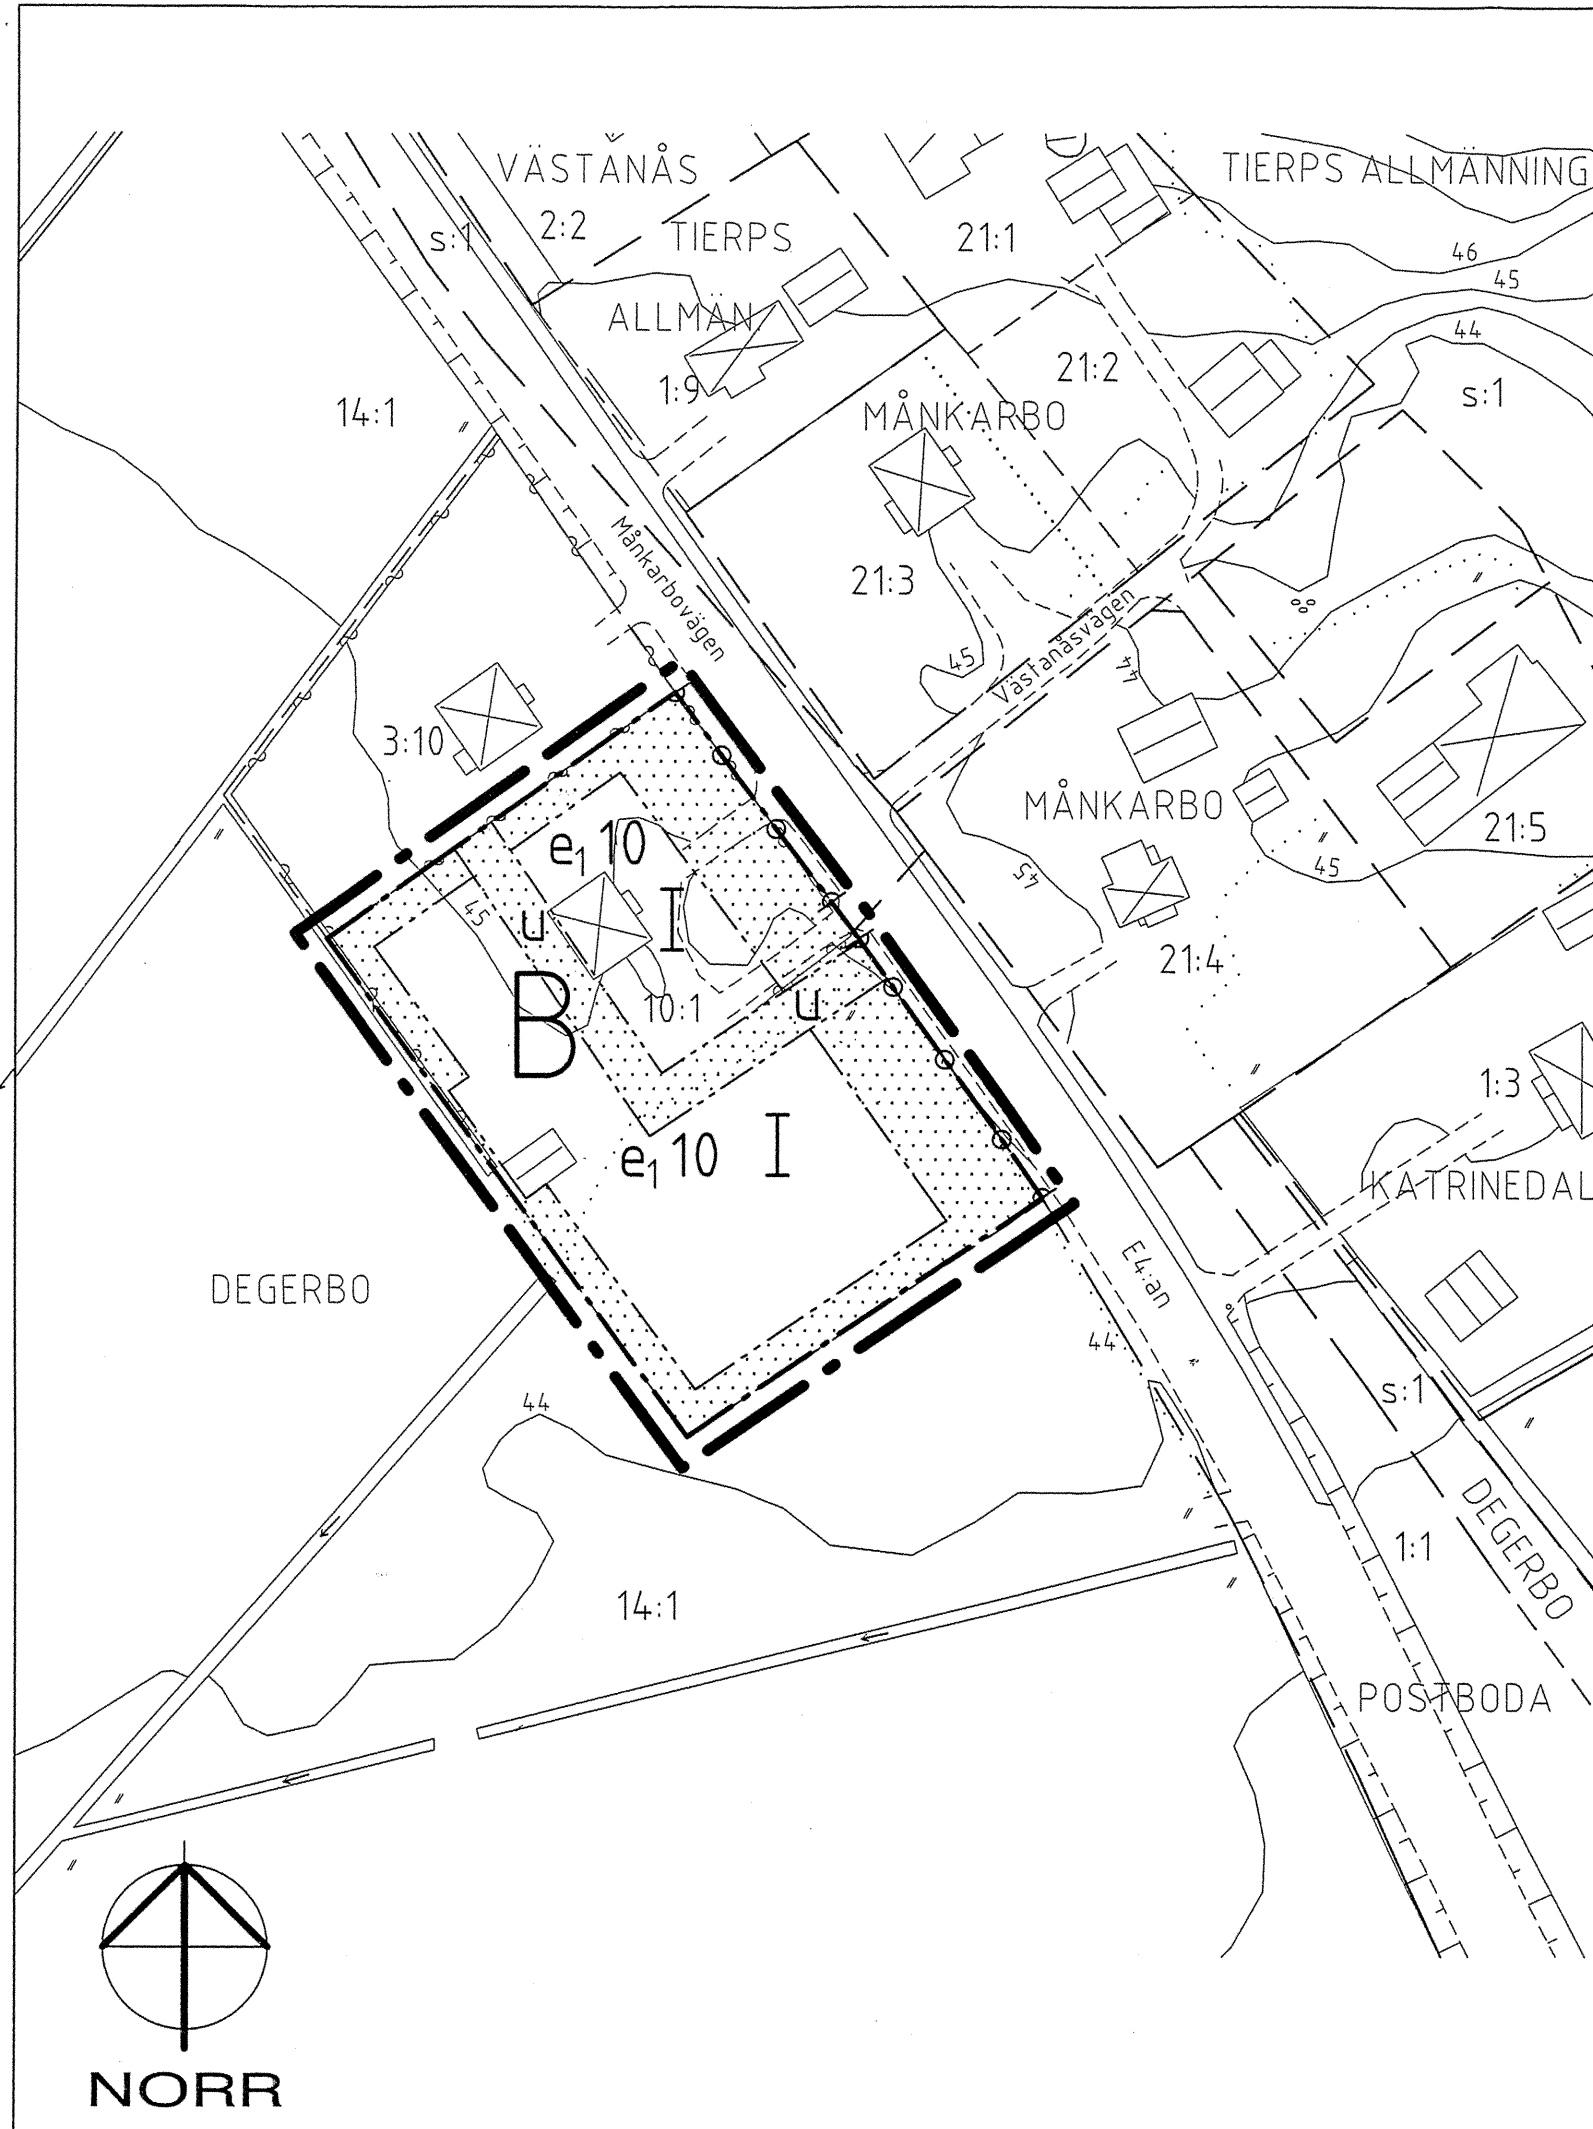 VÄSTANÅS
TIERPS ALLMÄNNING
2:2
s:1
TIERPS
21:1
46
45
ALLMÄN.
44
21:2
1:9
s:1
14:1
MÅNKARBO
Månkarbovägen
21:3
Västanåsvägen
45
44
3:10
MÅNKARBO
21:5
e1 10
45
45
45
u
I
21:4
B
10:1
u
1:3
e1 10 I
KATRINEDAL
E4:an
DEGERBO
44
s:1
44
DEGERBO
1:1
14:1
POSTBODA
NORR